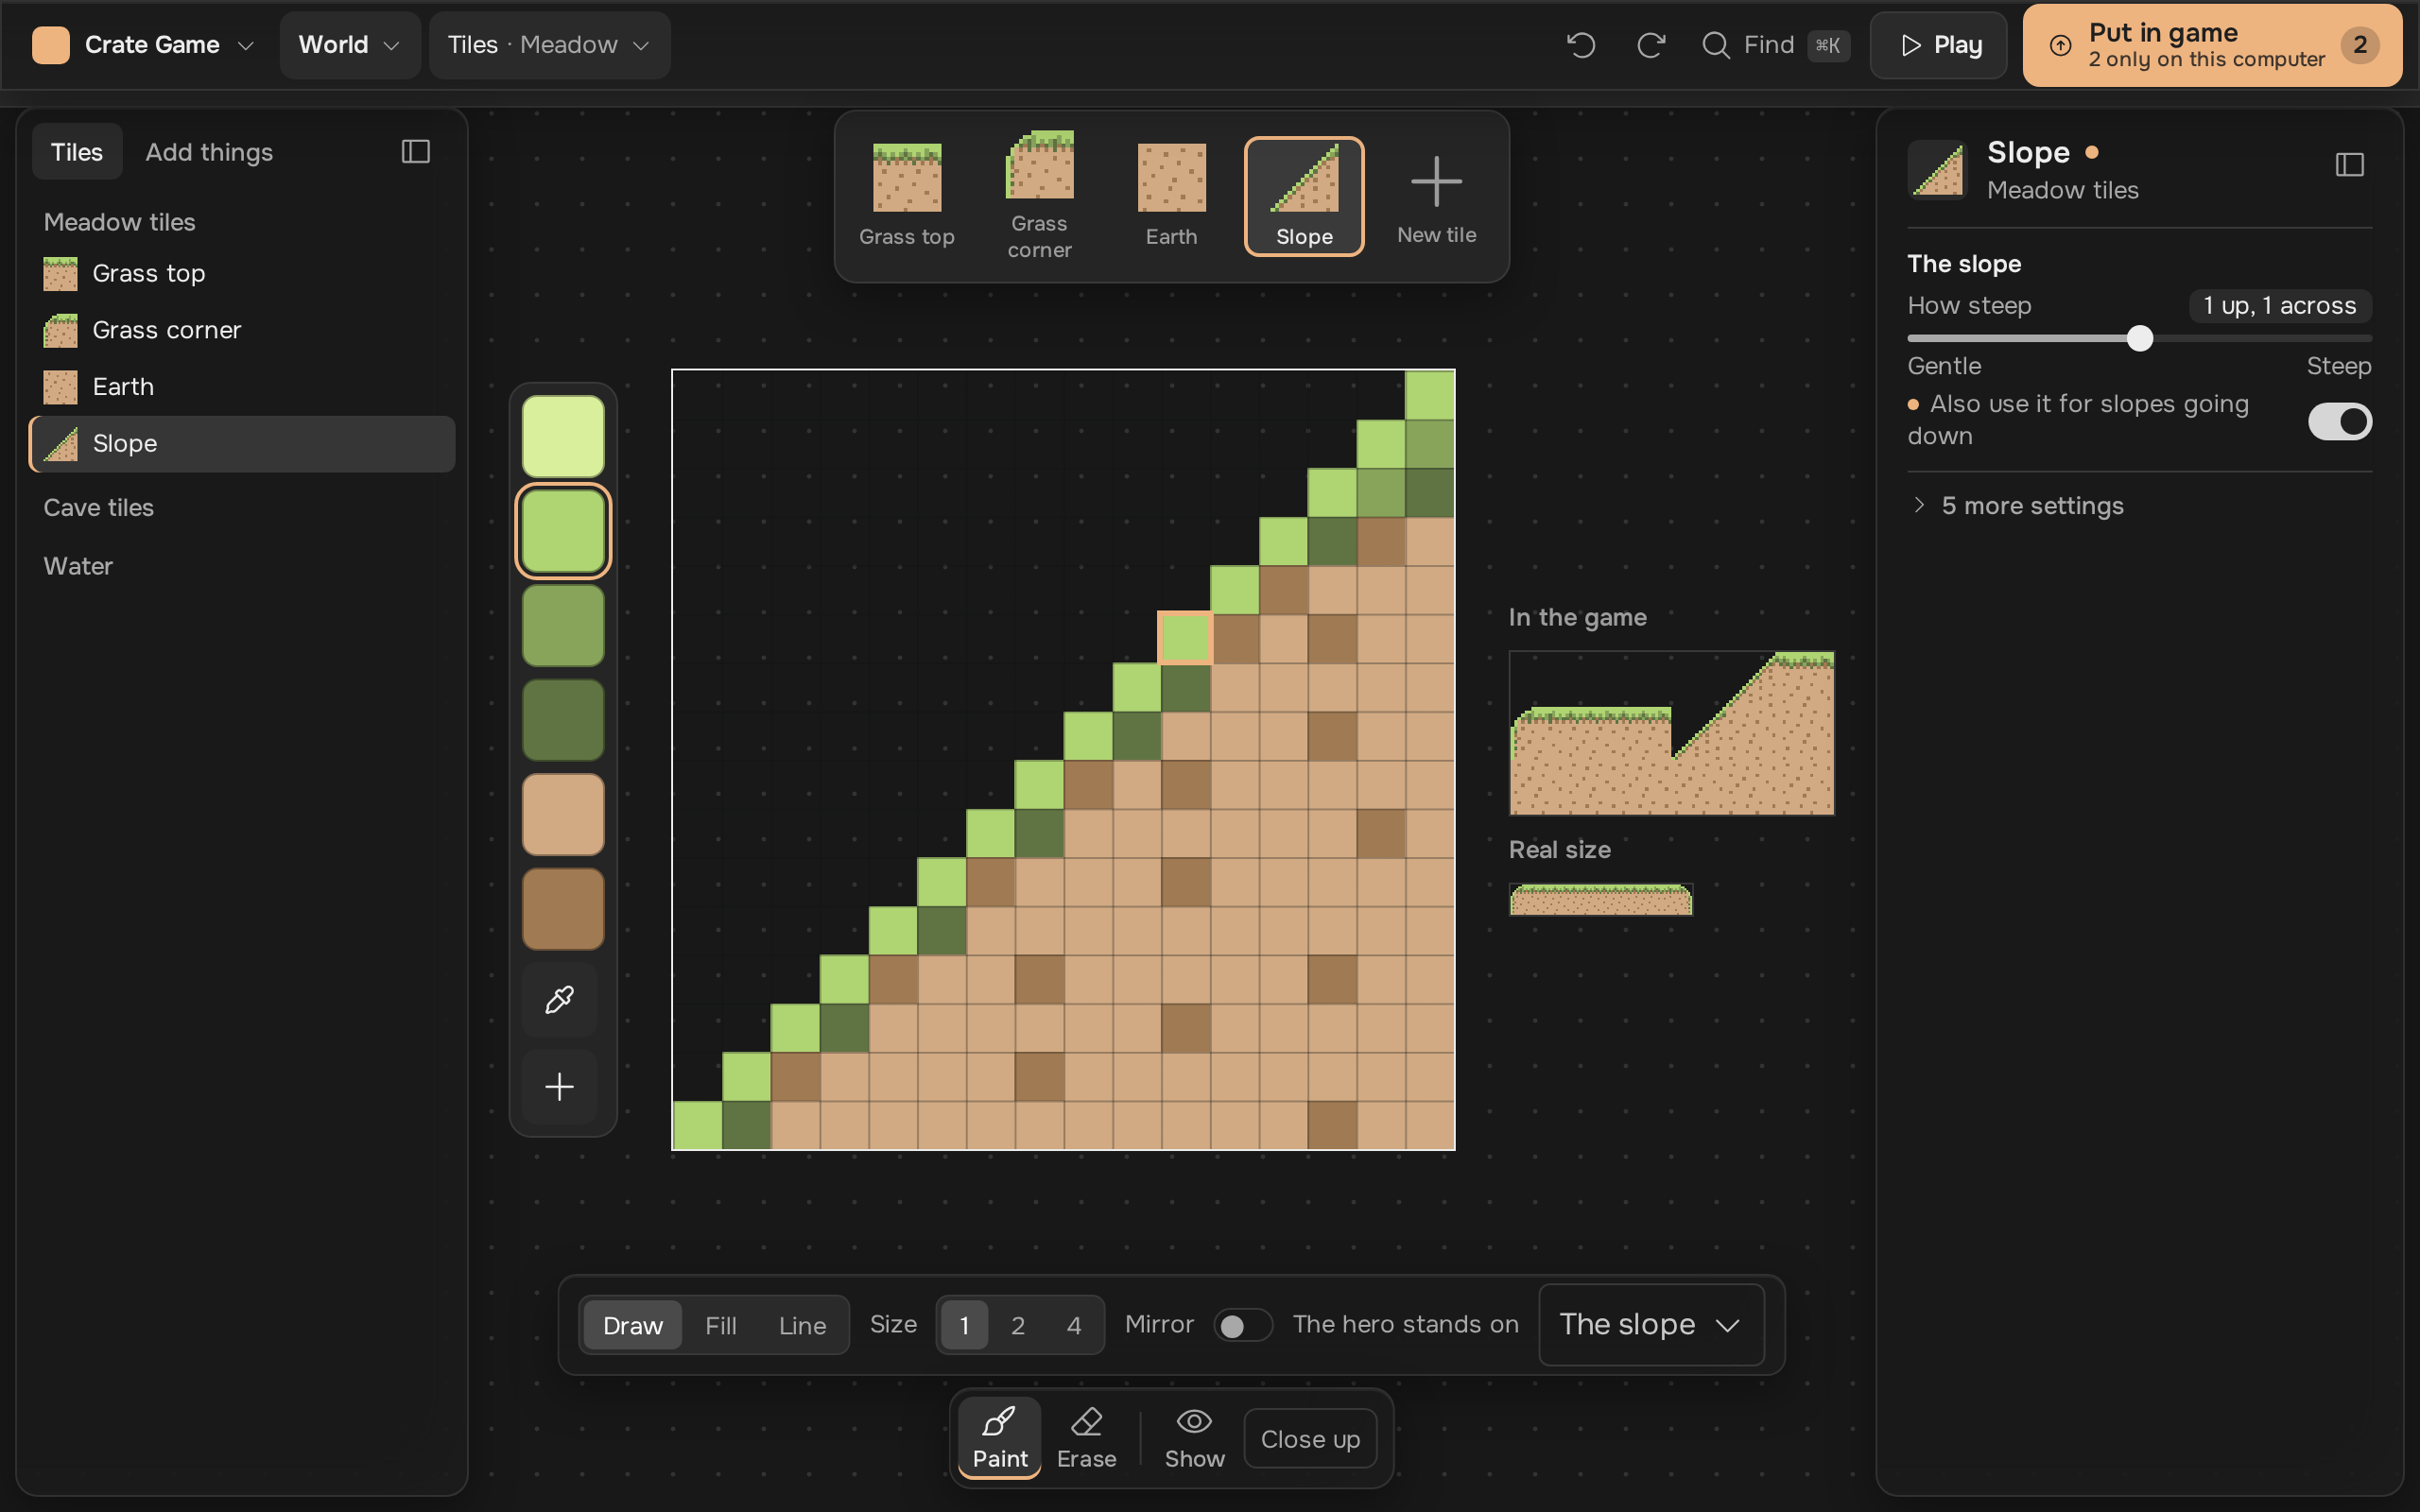 Crate Game
World
Tiles · Meadow
Find ⌘K
Play
Put in game
2 only on this computer
2
Tiles
Add things
Meadow tiles
Grass top
Grass corner
Earth
Slope
Cave tiles
Water
Grass top
Grass
corner
Earth
Slope
New tile
In the game
Real size
Slope
Meadow tiles
The slope
How steep
1 up, 1 across
Gentle
Steep
Also use it for slopes going
down
5 more settings
Draw
Fill
Line
Size
1
2
4
Mirror
The hero stands on
The slope
Paint
Erase
Show
Close up